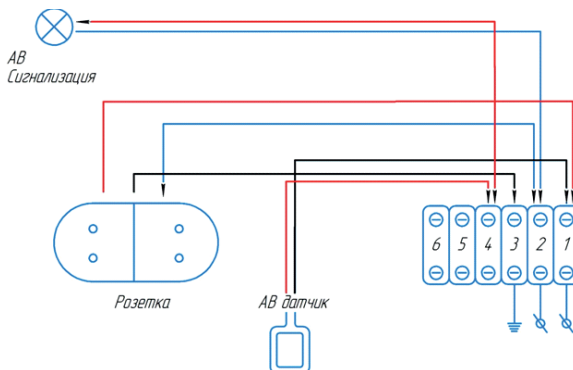 АВ
Сигнализация
6 5 4 3 2 1
Розетка
АВ датчик